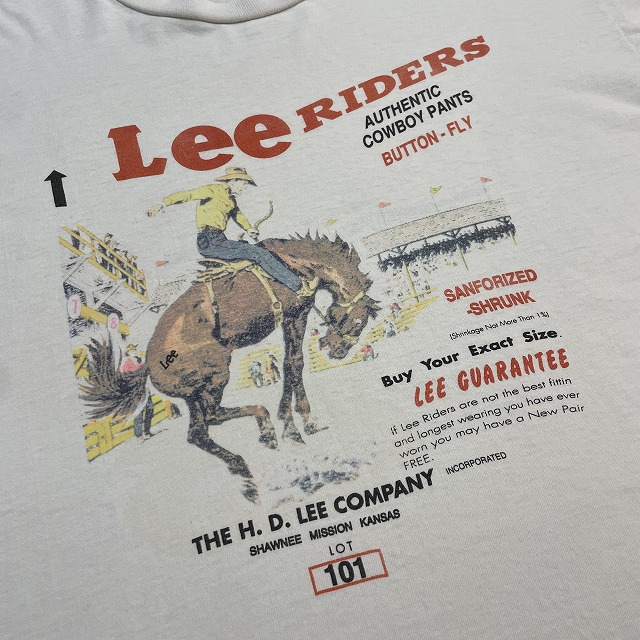 Lee RIDERS
AUTHENTIC
COWBOY PANTS
BUTTON - FLY
7 8
SANFORIZED
-SHRUNK
(Shrinkage Not More Than 1%)
Buy Your Exact Size.
LEE GUARANTEE
If Lee Riders are not the best fittin
and longest wearing you have ever
worn you may have a New Pair
FREE.
Lee
THE H. D. LEE COMPANY INCORPORATED
SHAWNEE MISSION KANSAS
LOT
101